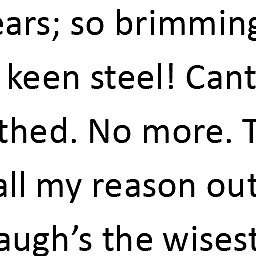 ears; so brimming
keen steel! Cant
thed. No more. T
all my reason out
augh’s the wisest